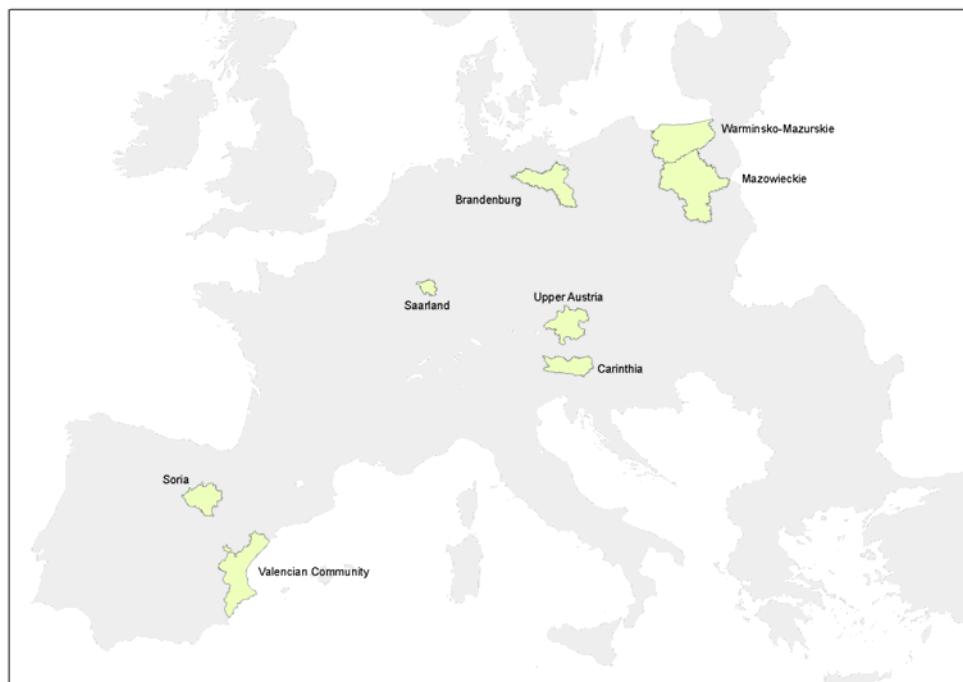 Warminsko-Mazurskie
Mazowieckie
Brandenburg
Upper Austria
Saarland
Carinthia
Soria
Valencian Community